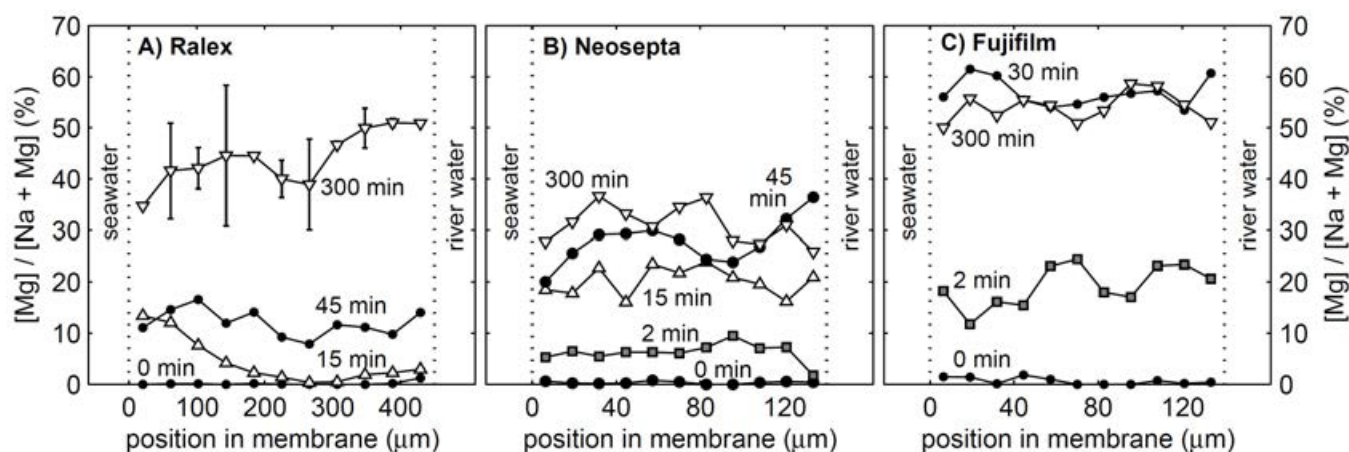 [Mg] / [Na + Mg] (%)
70
60
50
40
30
20
10
0
A) Ralex
seawater
river water
300 min
45 min
15 min
0 min
0 100 200 300 400
position in membrane (μm)
B) Neosepta
seawater
river water
300 min
45
min
15 min
2 min
0 min
0 40 80 120
position in membrane (μm)
C) Fujifilm
seawater
river water
30 min
300 min
2 min
0 min
0 40 80 120
position in membrane (μm)
70
60
50
40
30
20
10
0
[Mg] / [Na + Mg] (%)